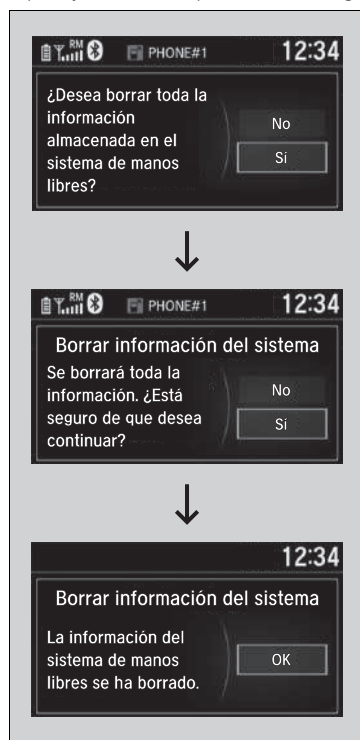 RM PHONE#1 12:34
¿Desea borrar toda la
información
almacenada en el
sistema de manos
libres?
No
Sí
RM PHONE#1 12:34
Borrar información del sistema
Se borrará toda la
información. ¿Está
seguro de que desea
continuar?
No
Sí
12:34
Borrar información del sistema
La información del
sistema de manos
libres se ha borrado.
OK